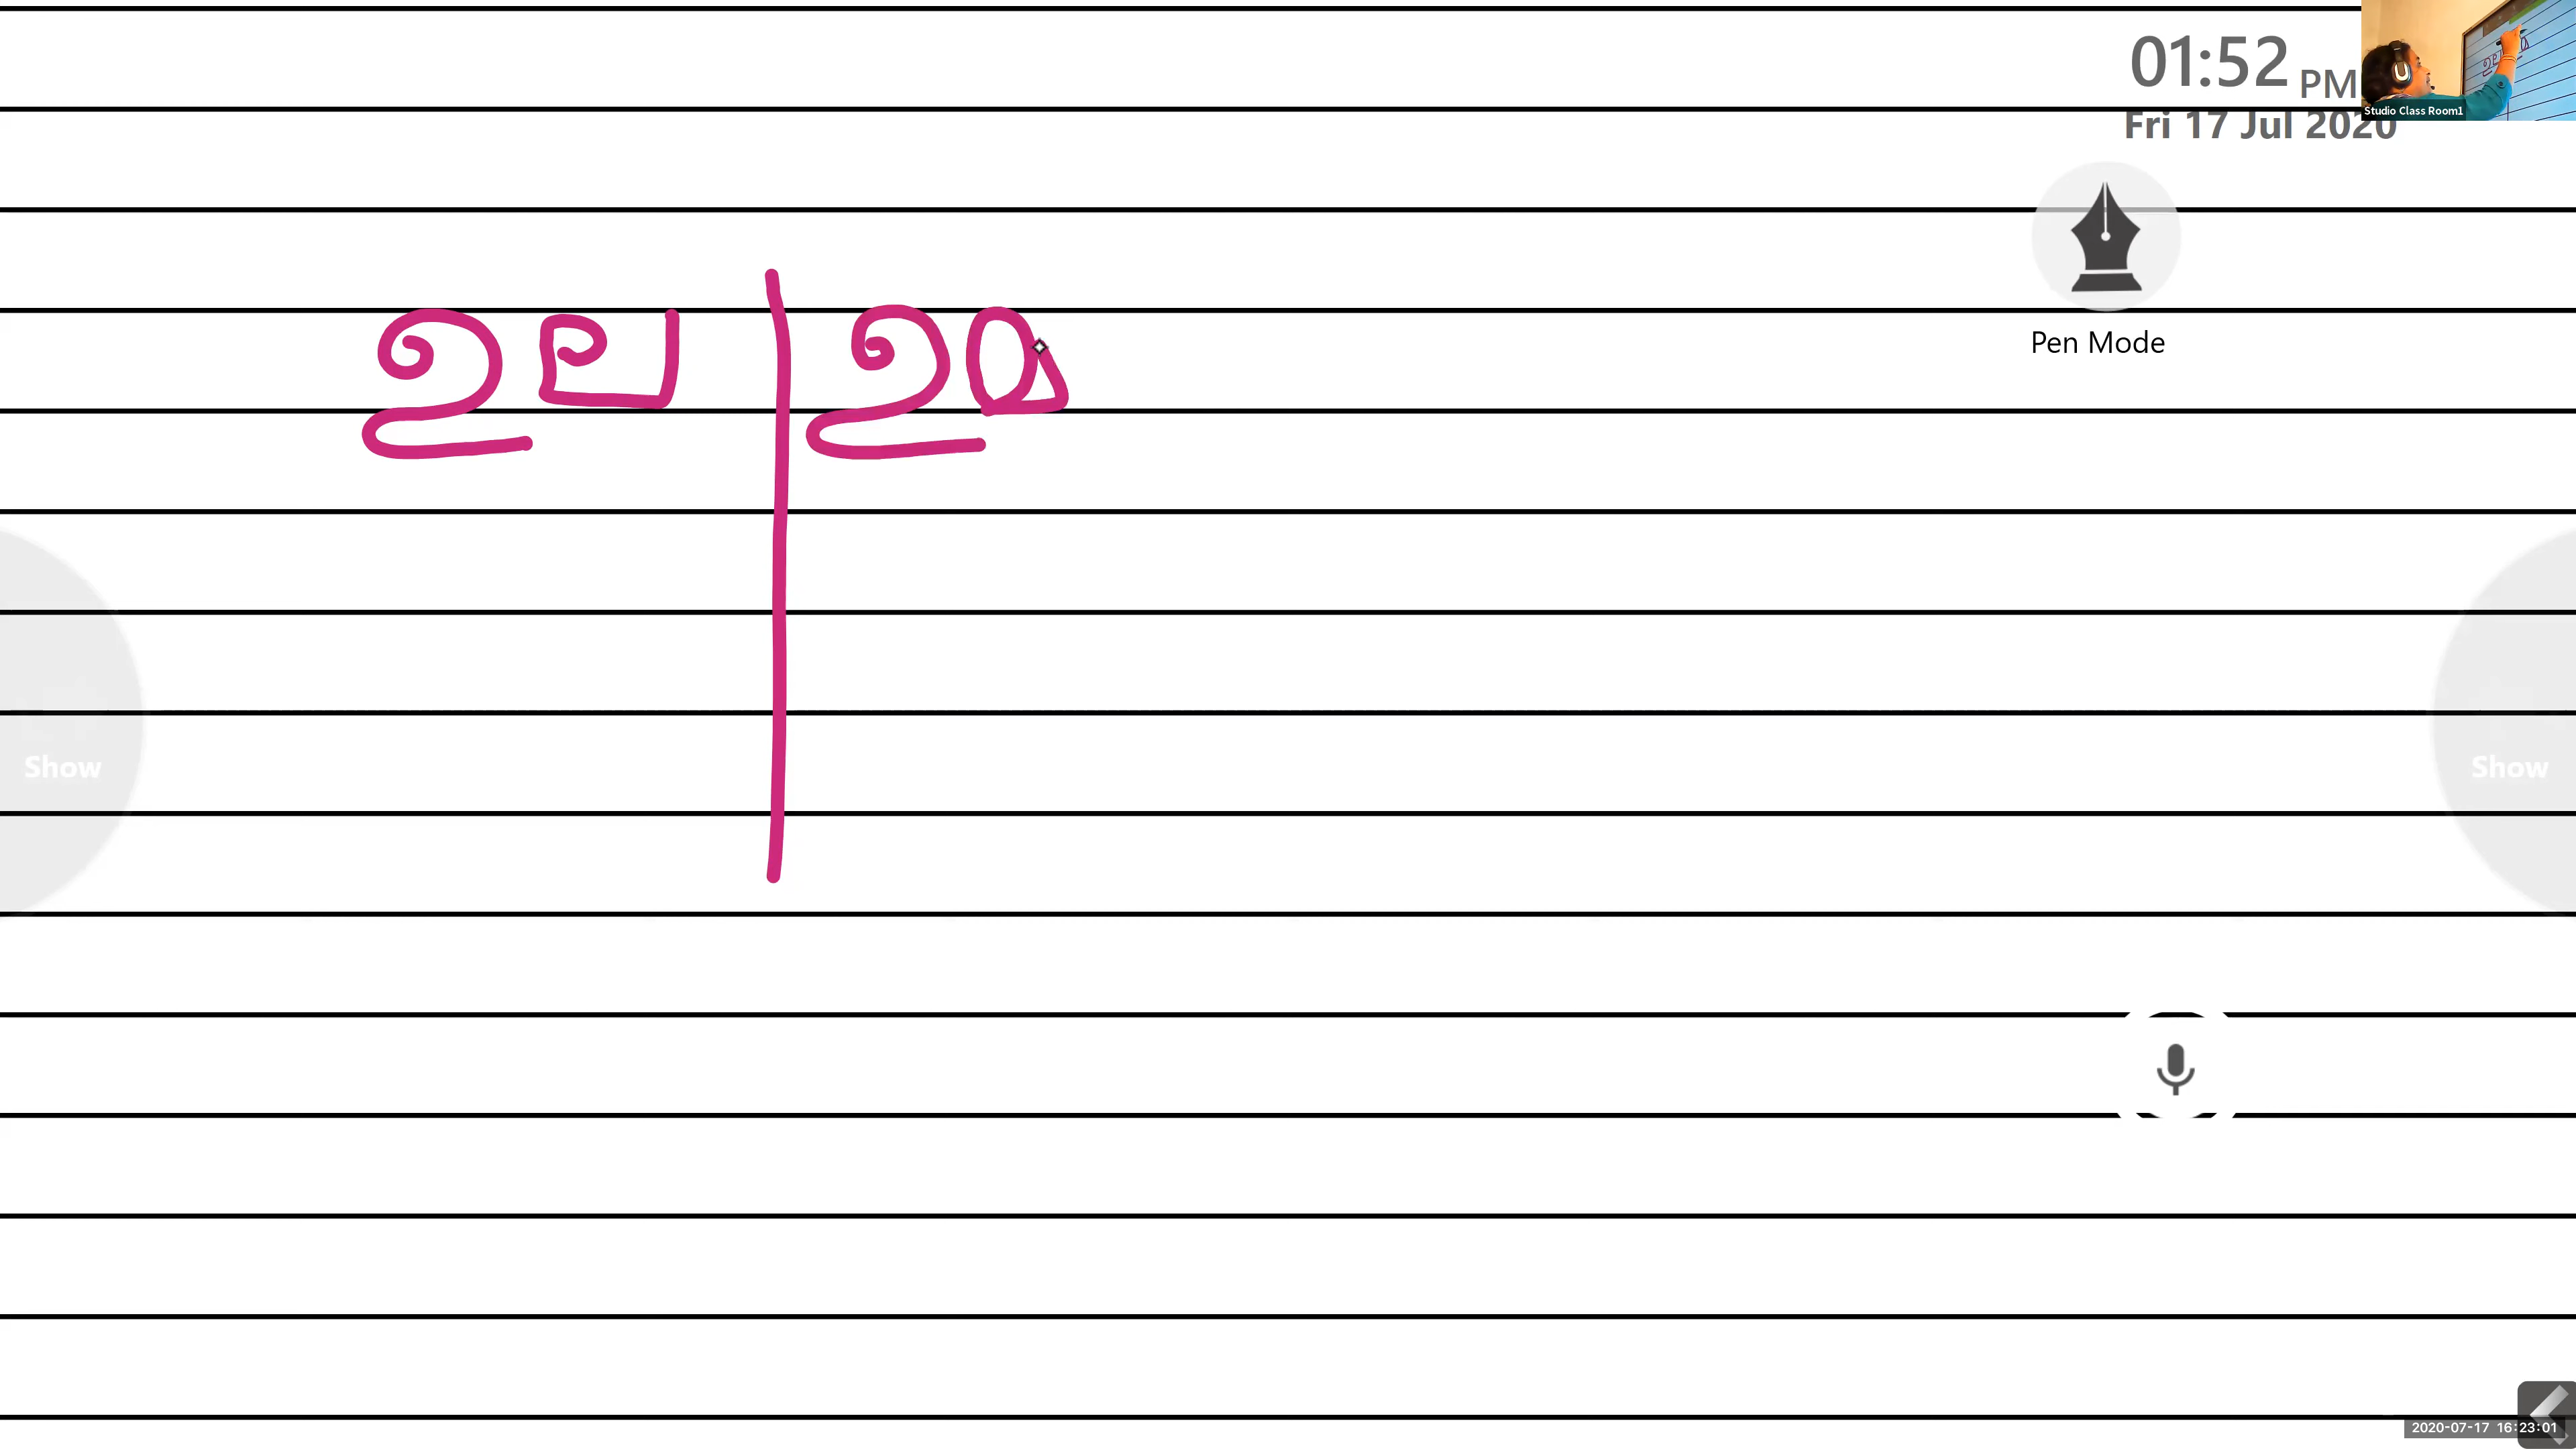 01:52 PM
Fri 17 Jul 2020
Studio Class Room1
Pen Mode
ഉപ ഉമ
Show
Show
2020-07-17 16:23:01